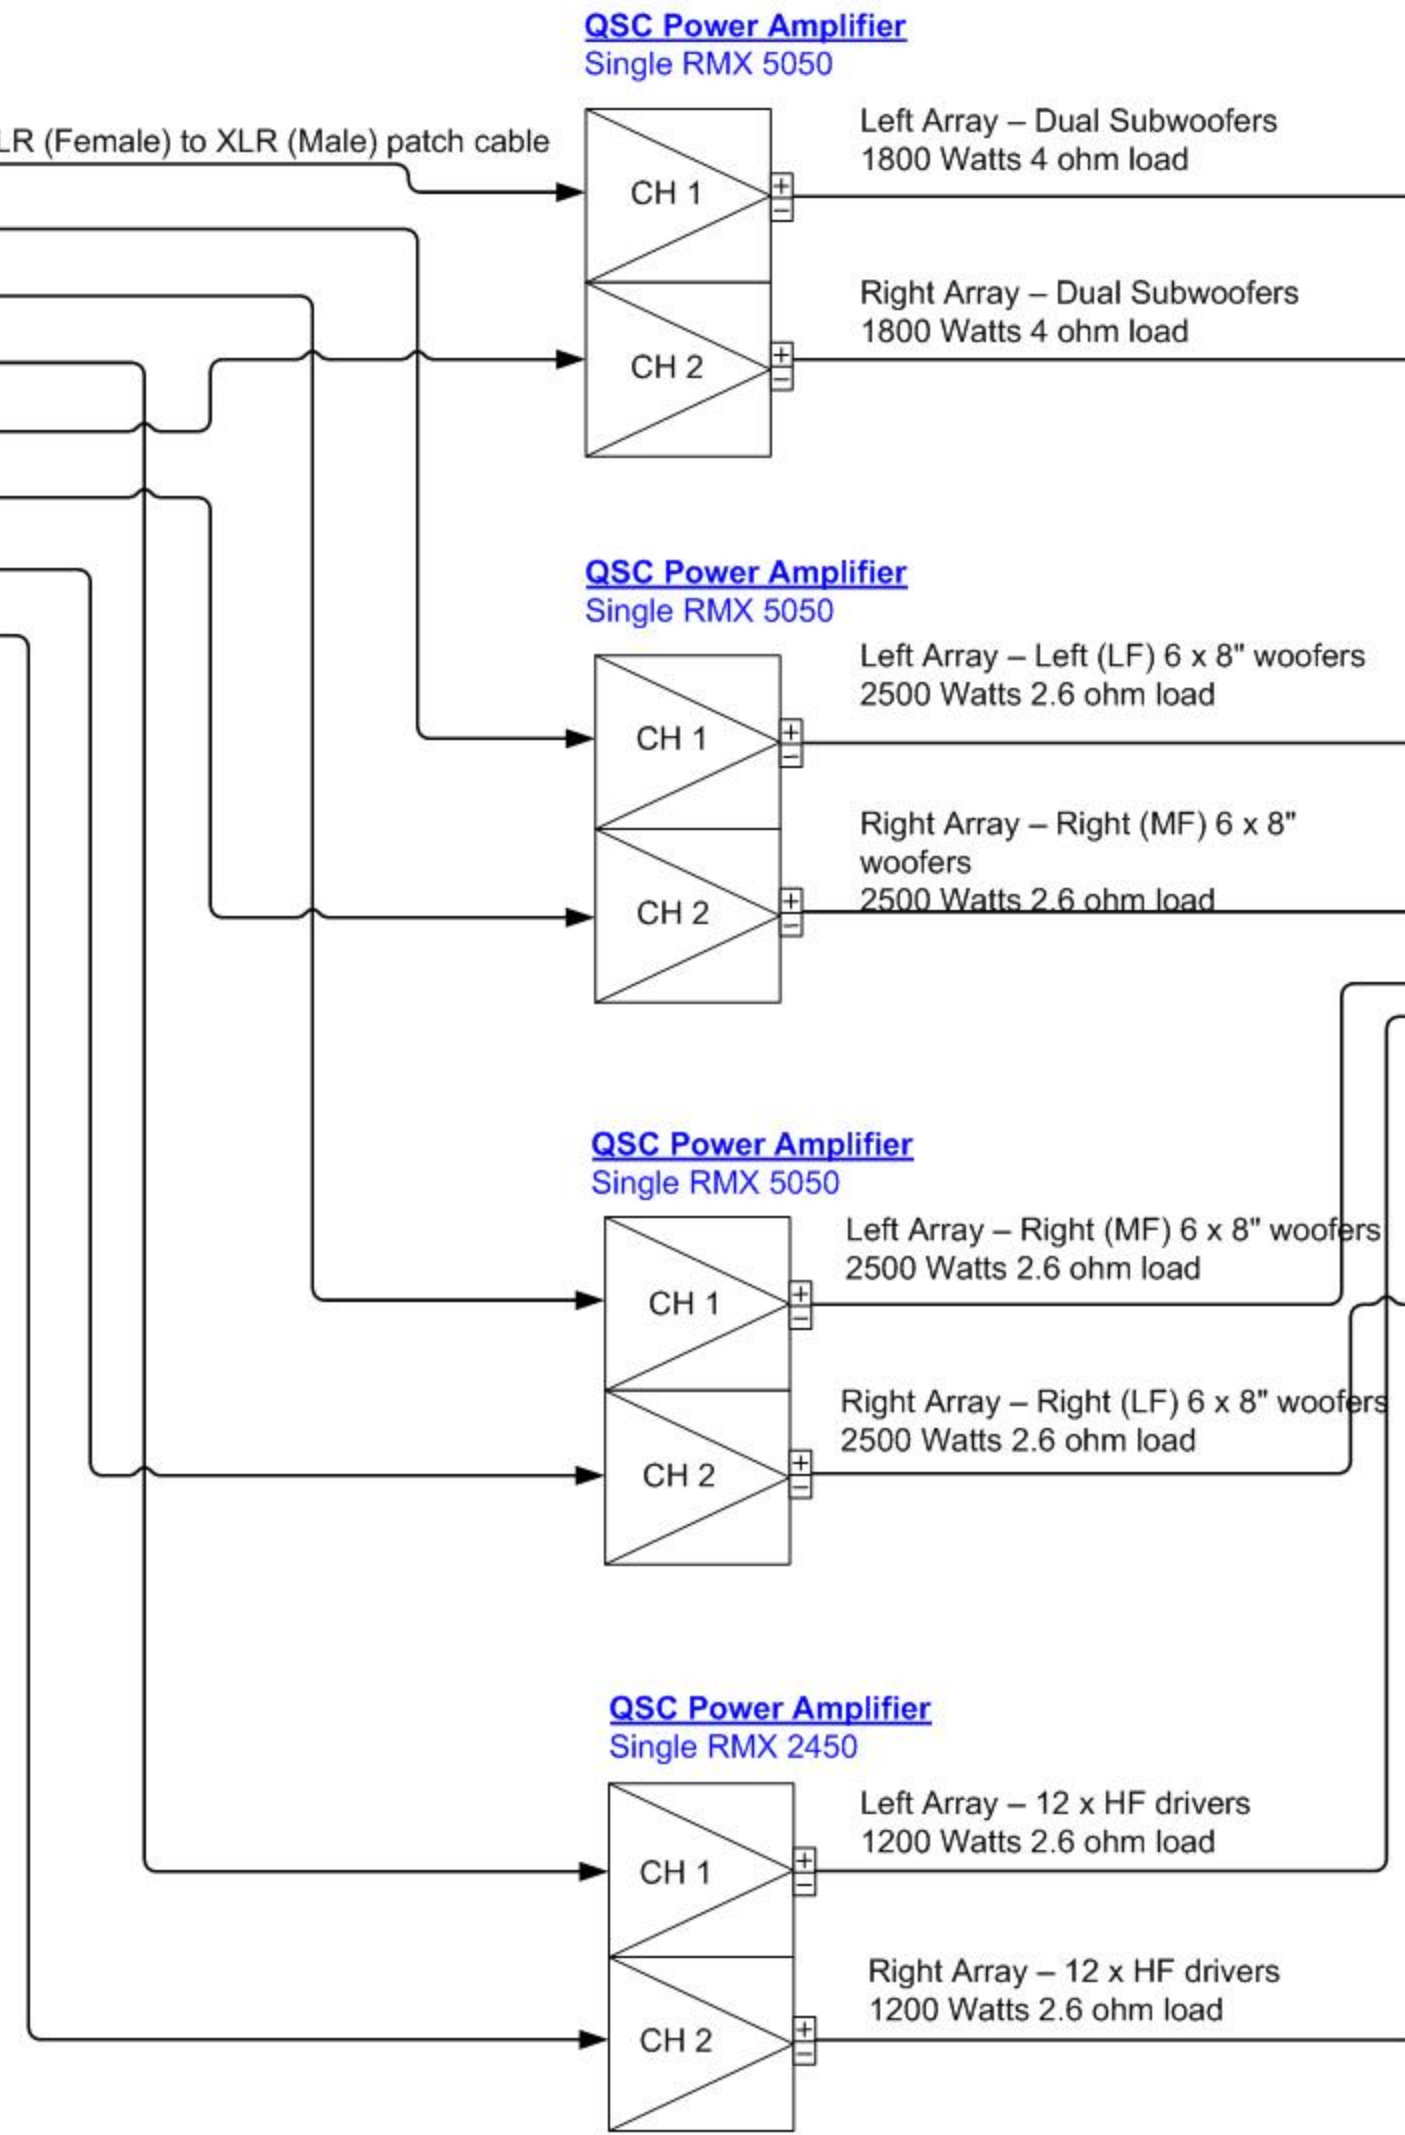 QSC Power Amplifier
Single RMX 5050
LR (Female) to XLR (Male) patch cable
Left Array – Dual Subwoofers
1800 Watts 4 ohm load
CH 1
+
−
Right Array – Dual Subwoofers
1800 Watts 4 ohm load
CH 2
+
−
QSC Power Amplifier
Single RMX 5050
Left Array – Left (LF) 6 x 8" woofers
2500 Watts 2.6 ohm load
CH 1
+
−
Right Array – Right (MF) 6 x 8"
woofers
2500 Watts 2.6 ohm load
CH 2
+
−
QSC Power Amplifier
Single RMX 5050
Left Array – Right (MF) 6 x 8" woofers
2500 Watts 2.6 ohm load
CH 1
+
−
Right Array – Right (LF) 6 x 8" woofers
2500 Watts 2.6 ohm load
CH 2
+
−
QSC Power Amplifier
Single RMX 2450
Left Array – 12 x HF drivers
1200 Watts 2.6 ohm load
CH 1
+
−
Right Array – 12 x HF drivers
1200 Watts 2.6 ohm load
CH 2
+
−